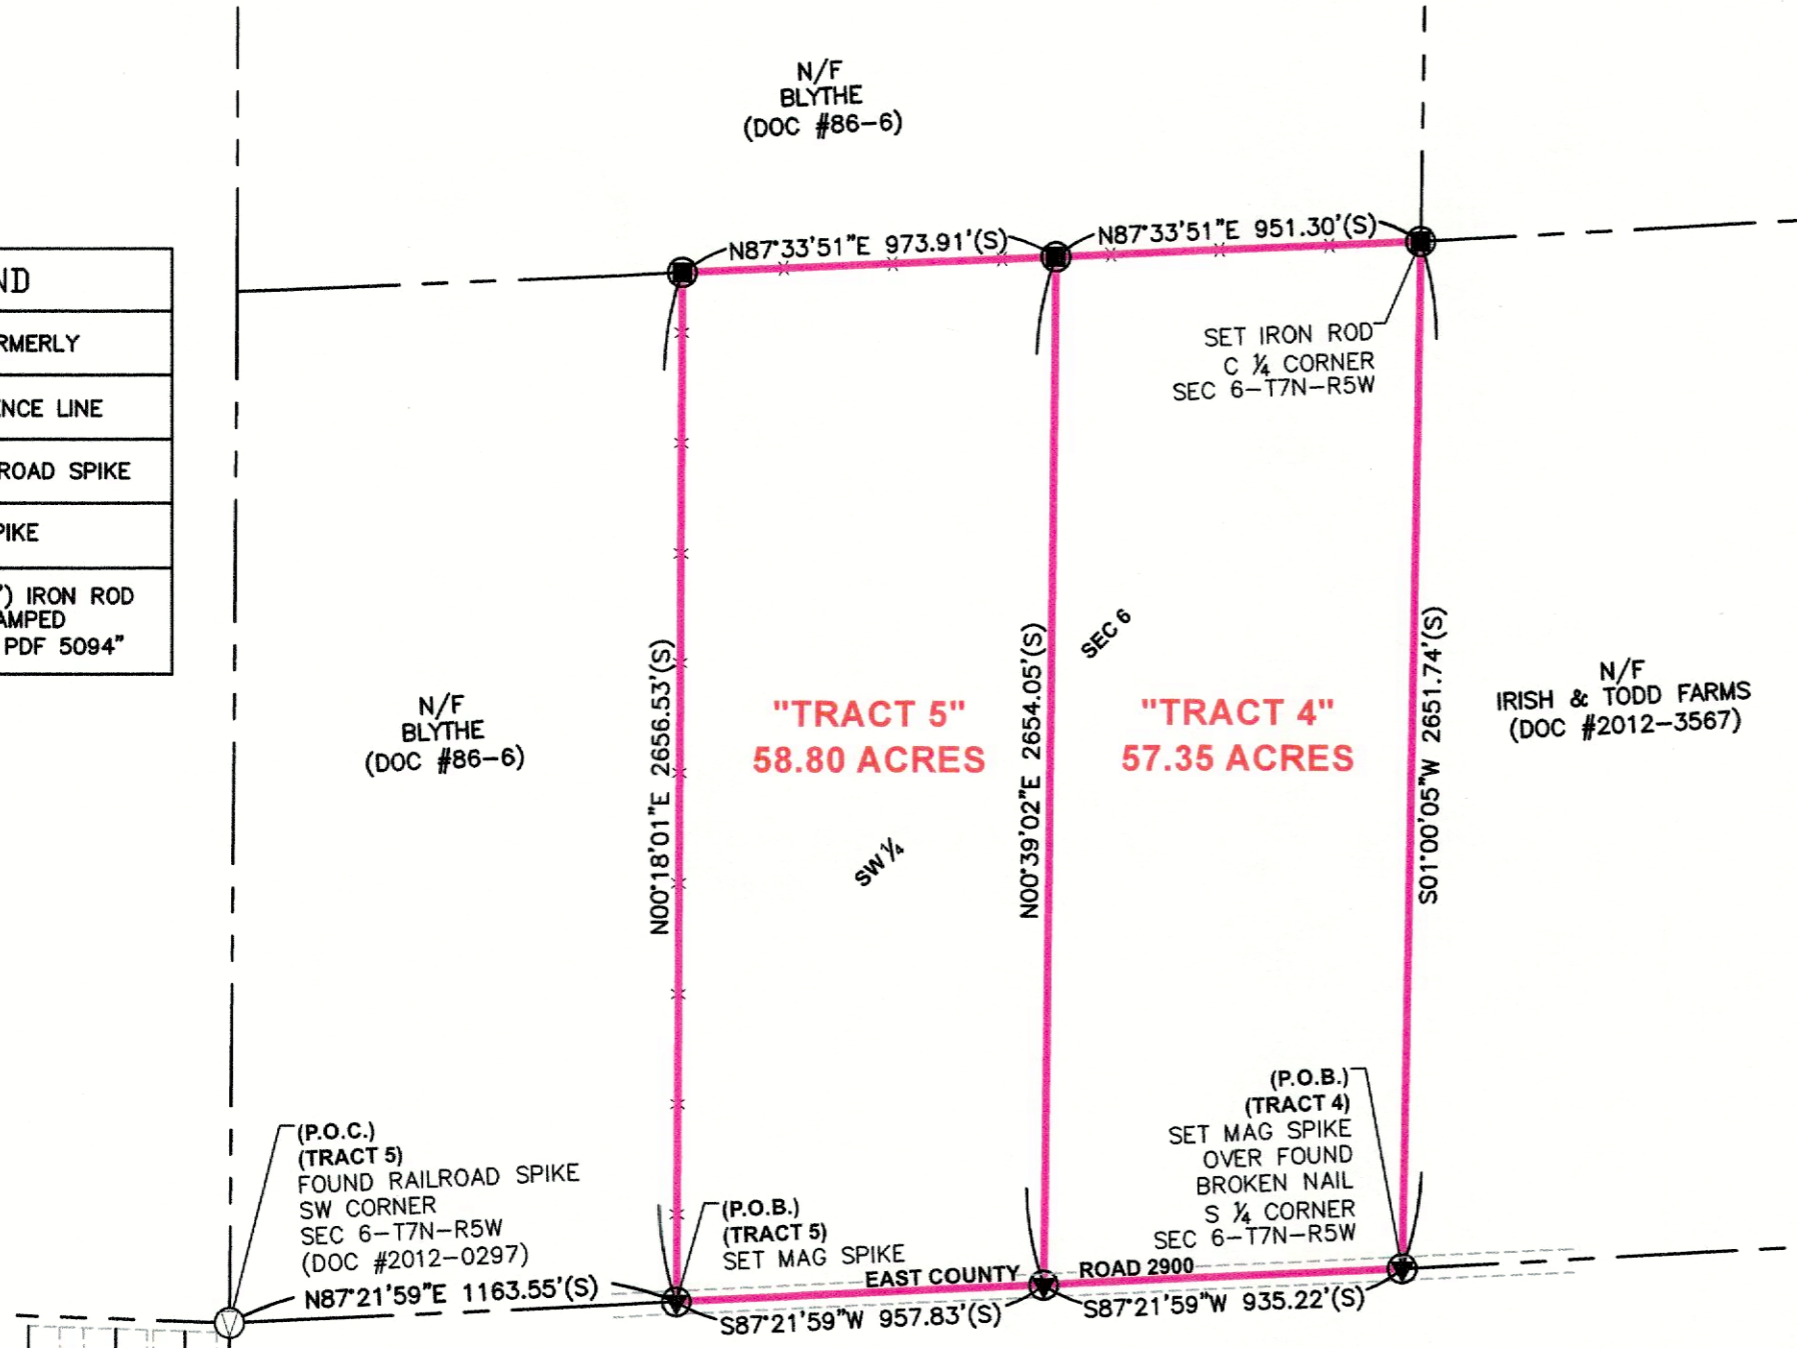 N/F
BLYTHE
(DOC #86-6)
N87°33'51"E 973.91'(S)
N87°33'51"E 951.30'(S)
ND
RMERLY
ENCE LINE
ROAD SPIKE
PIKE
") IRON ROD
AMPED
PDF 5094"
SET IRON ROD
C ¼ CORNER
SEC 6-T7N-R5W
N/F
BLYTHE
(DOC #86-6)
N00°18'01"E 2656.53'(S)
"TRACT 5"
58.80 ACRES
SW ¼
N00°39'02"E 2654.05'(S)
SEC 6
"TRACT 4"
57.35 ACRES
S01°00'05"W 2651.74'(S)
N/F
IRISH & TODD FARMS
(DOC #2012-3567)
(P.O.C.)
(TRACT 5)
FOUND RAILROAD SPIKE
SW CORNER
SEC 6-T7N-R5W
(DOC #2012-0297)
N87°21'59"E 1163.55'(S)
(P.O.B.)
(TRACT 5)
SET MAG SPIKE
(P.O.B.)
(TRACT 4)
SET MAG SPIKE
OVER FOUND
BROKEN NAIL
S ¼ CORNER
SEC 6-T7N-R5W
EAST COUNTY ROAD 2900
S87°21'59"W 957.83'(S)
S87°21'59"W 935.22'(S)